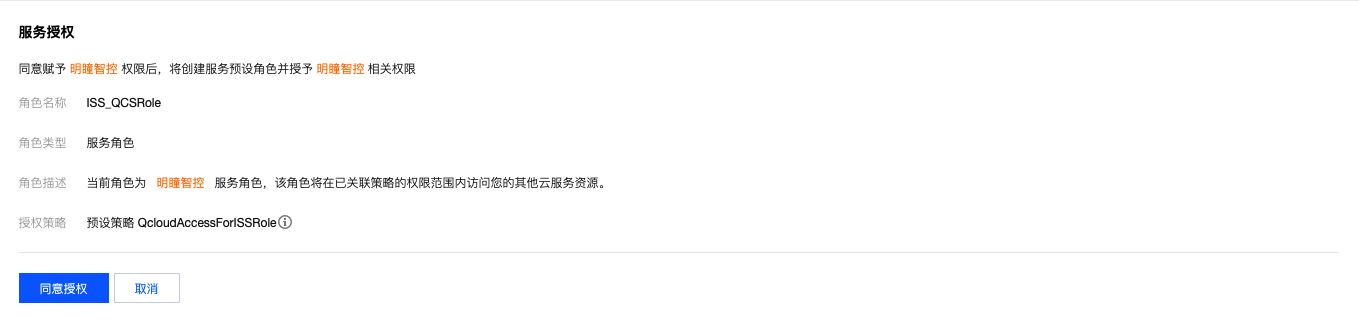 服务授权
同意赋予 明瞳智控 权限后，将创建服务预设角色并授予 明瞳智控 相关权限
角色名称 ISS_QCSRole
角色类型 服务角色
角色描述 当前角色为 明瞳智控 服务角色，该角色将在已关联策略的权限范围内访问您的其他云服务资源。
授权策略 预设策略 QcloudAccessForISSRole
同意授权 取消